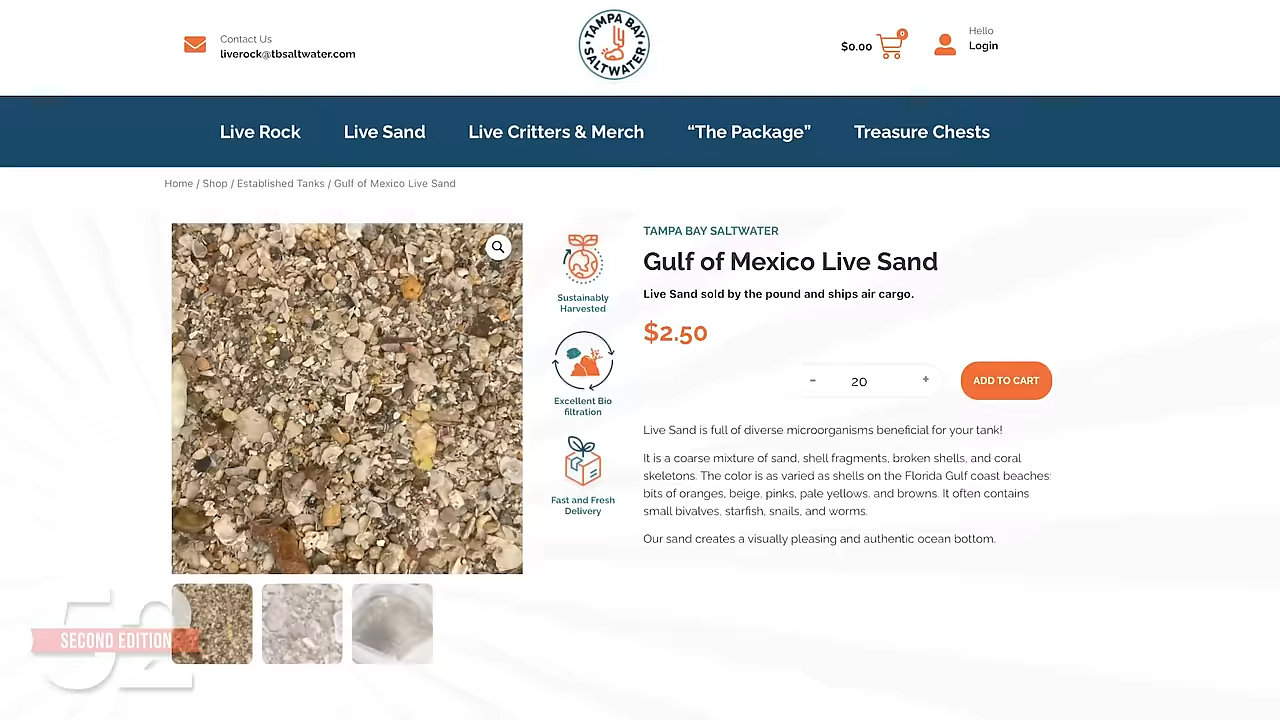 Contact Us
liverock@tbsaltwater.com
TAMPA BAY
SALTWATER
$0.00
0
Hello
Login
Live Rock
Live Sand
Live Critters & Merch
“The Package”
Treasure Chests
Home / Shop / Established Tanks / Gulf of Mexico Live Sand
Sustainably
Harvested
Excellent Bio
filtration
Fast and Fresh
Delivery
TAMPA BAY SALTWATER
Gulf of Mexico Live Sand
Live Sand sold by the pound and ships air cargo.
$2.50
- 20 +
ADD TO CART
Live Sand is full of diverse microorganisms beneficial for your tank!
It is a coarse mixture of sand, shell fragments, broken shells, and coral
skeletons. The color is as varied as shells on the Florida Gulf coast beaches:
bits of oranges, beige, pinks, pale yellows, and browns. It often contains
small bivalves, starfish, snails, and worms.
Our sand creates a visually pleasing and authentic ocean bottom.
52
SECOND EDITION